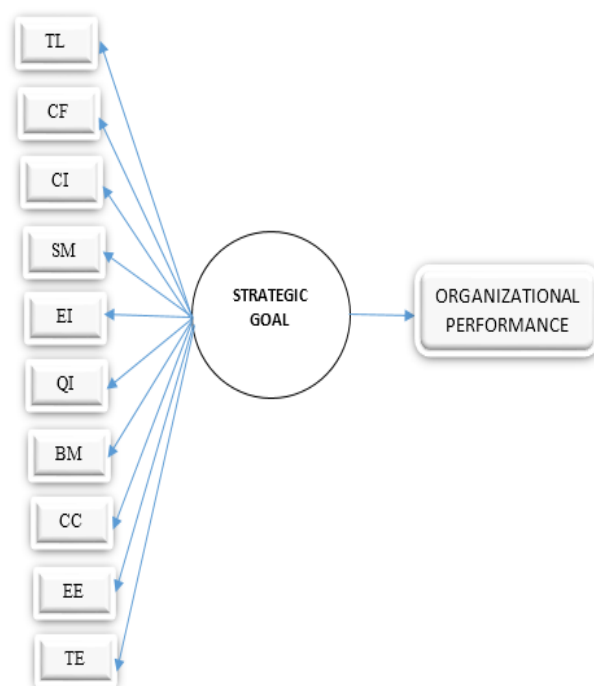 TL
CF
CI
SM
EI
QI
BM
CC
EE
TE
STRATEGIC
GOAL
ORGANIZATIONAL
PERFORMANCE